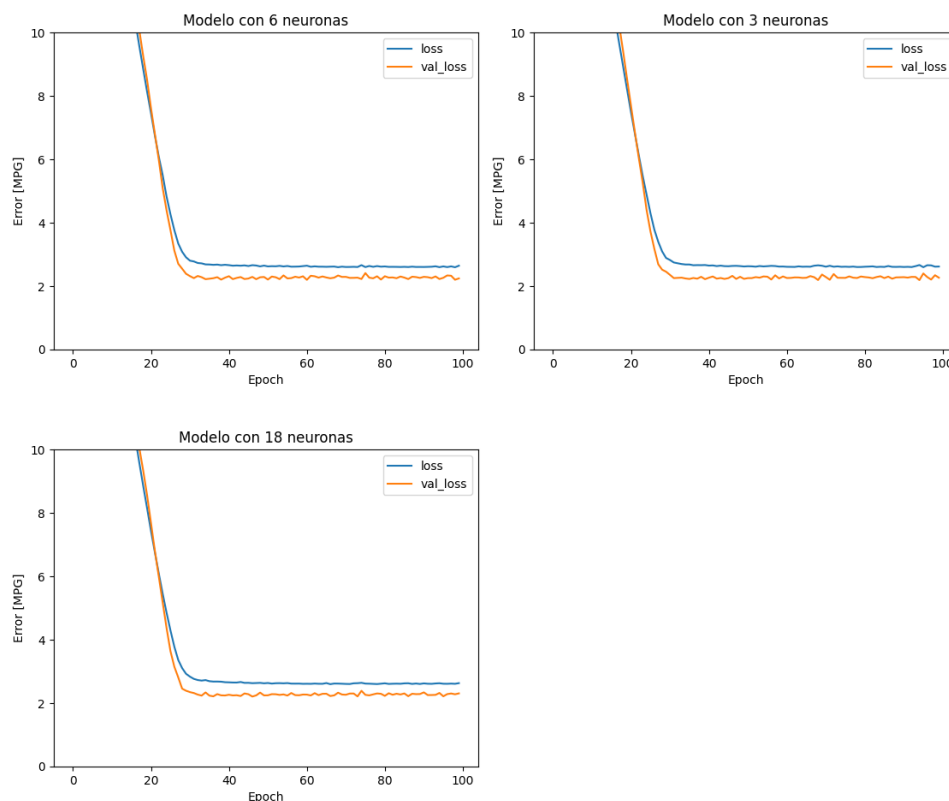 Modelo con 6 neuronas
10
8
6
4
2
0
Error [MPG]
loss
val_loss
0 20 40 60 80 100
Epoch
Modelo con 3 neuronas
10
8
6
4
2
0
Error [MPG]
loss
val_loss
0 20 40 60 80 100
Epoch
Modelo con 18 neuronas
10
8
6
4
2
0
Error [MPG]
loss
val_loss
0 20 40 60 80 100
Epoch